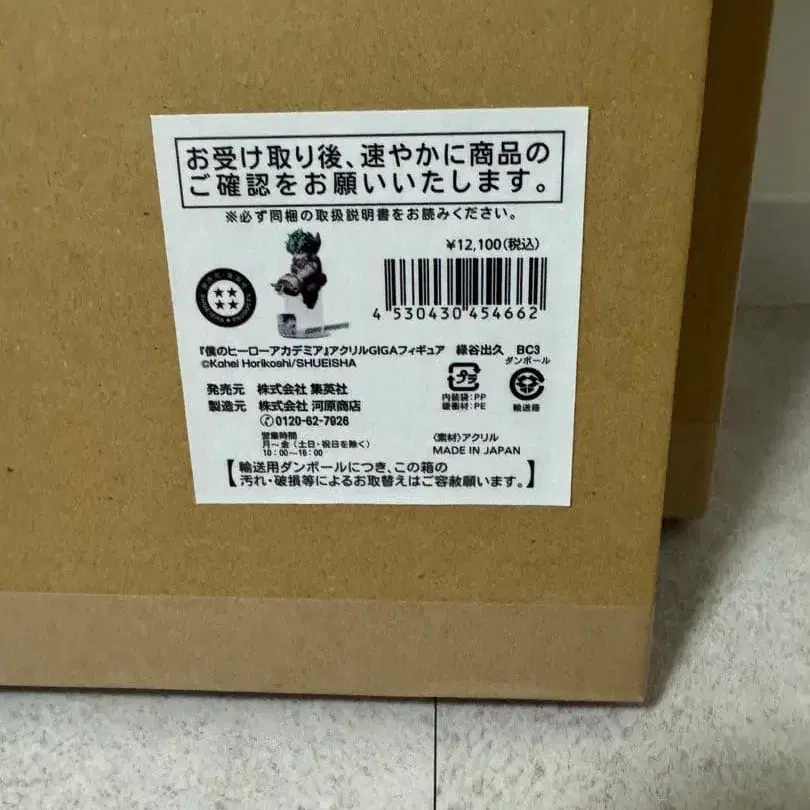 お受け取り後、速やかに商品の
ご確認をお願いいたします。
※必ず同梱の取扱説明書をお読みください。
¥12,100(税込)
4 530430 454662
『僕のヒーローアカデミア』アクリルGIGAフィギュア 緑谷出久 BC3
©Kohei Horikoshi/SHUEISHA
ダンボール
プラ
内装袋:PP
緩衝材:PE
輸送箱
発売元 株式会社 集英社
製造元 株式会社 河原商店
0120-62-7926
営業時間
月～金(土日・祝日を除く)
10:00～16:00
〈素材〉アクリル
MADE IN JAPAN
【輸送用ダンボールにつき、この箱の
汚れ・破損等によるお取替えはご容赦願います。】